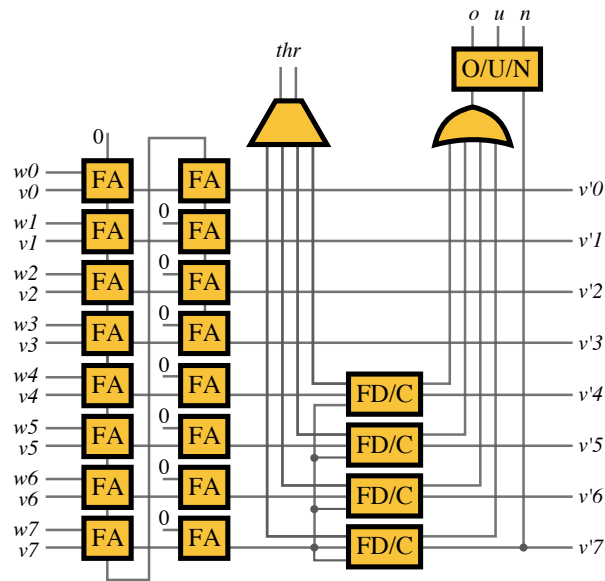 o u n
thr
O/U/N
0
w0
v0
FA FA
v'0
w1
v1
FA 0 FA
v'1
w2
v2
FA 0 FA
v'2
w3
v3
FA 0 FA
v'3
w4
v4
FA 0 FA FD/C
v'4
w5
v5
FA 0 FA FD/C
v'5
w6
v6
FA 0 FA FD/C
v'6
w7
v7
FA 0 FA FD/C
v'7